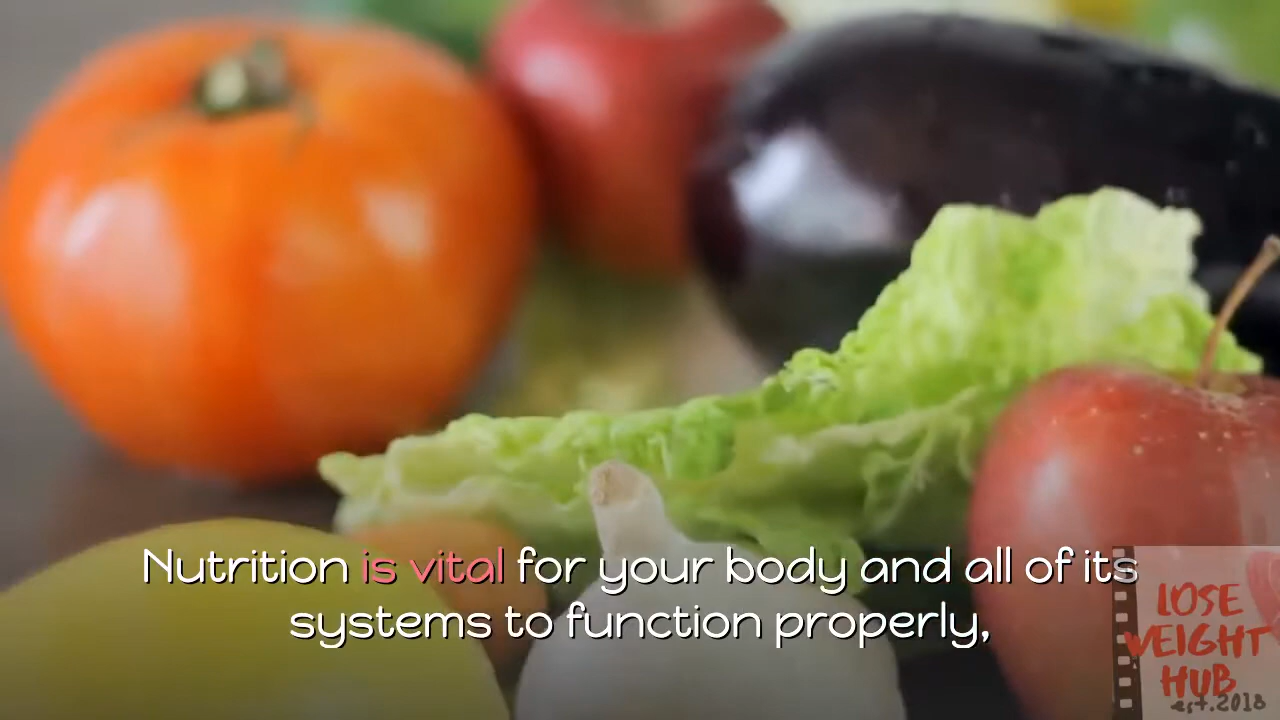 Nutrition is vital for your body and all of its
systems to function properly,
LOSE
WEIGHT
HUB
est.2018